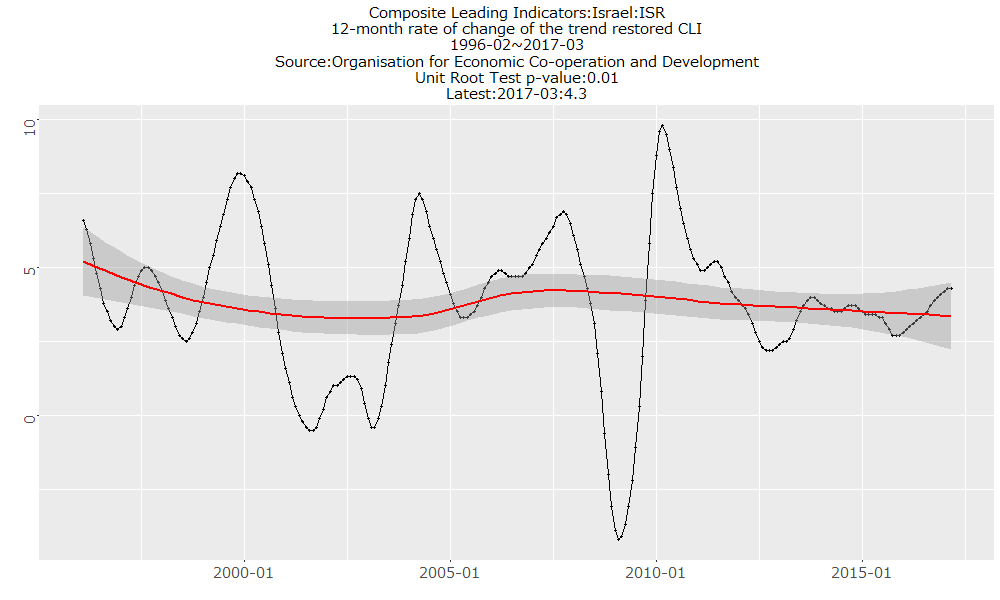 Composite Leading Indicators:Israel:ISR
12-month rate of change of the trend restored CLI
1996-02~2017-03
Source:Organisation for Economic Co-operation and Development
Unit Root Test p-value:0.01
Latest:2017-03:4.3
10
5
0
2000-01
2005-01
2010-01
2015-01